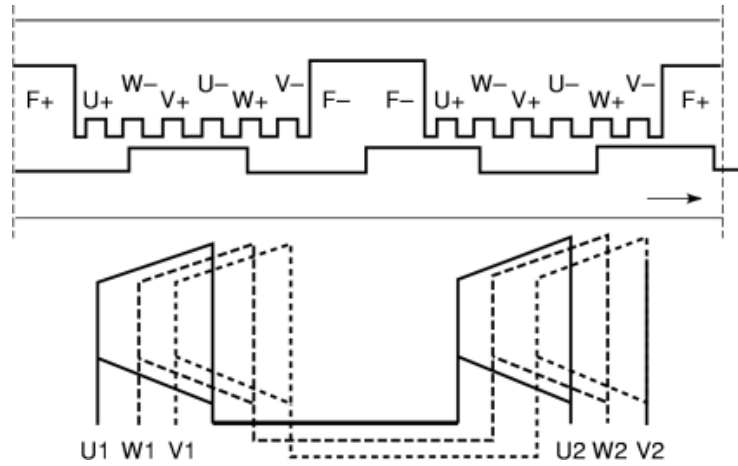 W− U− V− W− U− V−
F+ U+ V+ W+ F− F− U+ V+ W+ F+
U1 W1 V1 U2 W2 V2